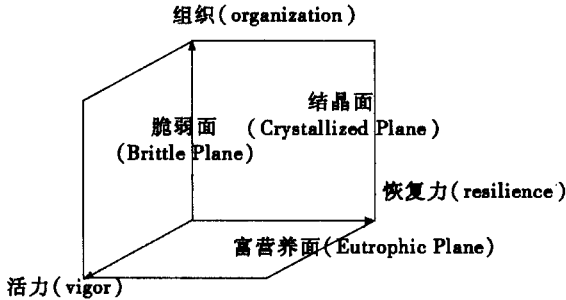 组织(organization)
脆弱面
(Brittle Plane)
结晶面
(Crystallized Plane)
恢复力(resilience)
富营养面(Eutrophic Plane)
活力(vigor)